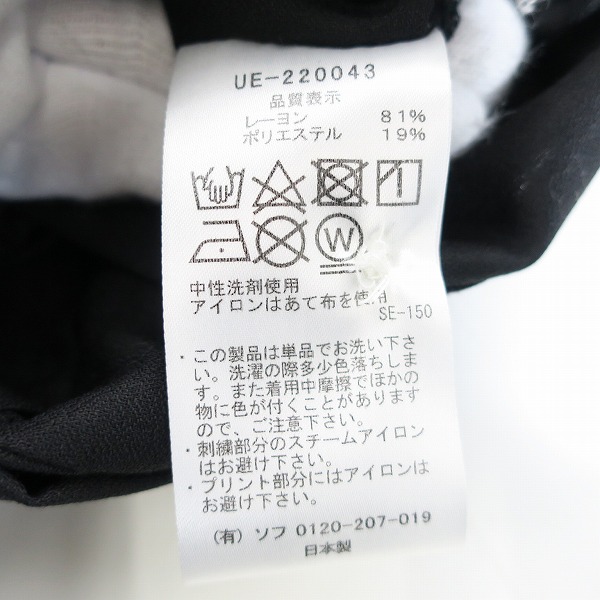 UE-220043
品質表示
レーヨン 81%
ポリエステル 19%
W
中性洗剤使用
アイロンはあて布を使用
SE-150
・この製品は単品でお洗い下さ
い。洗濯の際多少色落ちしま
す。また着用中摩擦でほかの
物に色が付くことがあります
ので、ご注意下さい。
・刺繍部分のスチームアイロン
はお避け下さい。
・プリント部分にはアイロンは
お避け下さい。
(有) ソフ 0120-207-019
日本製